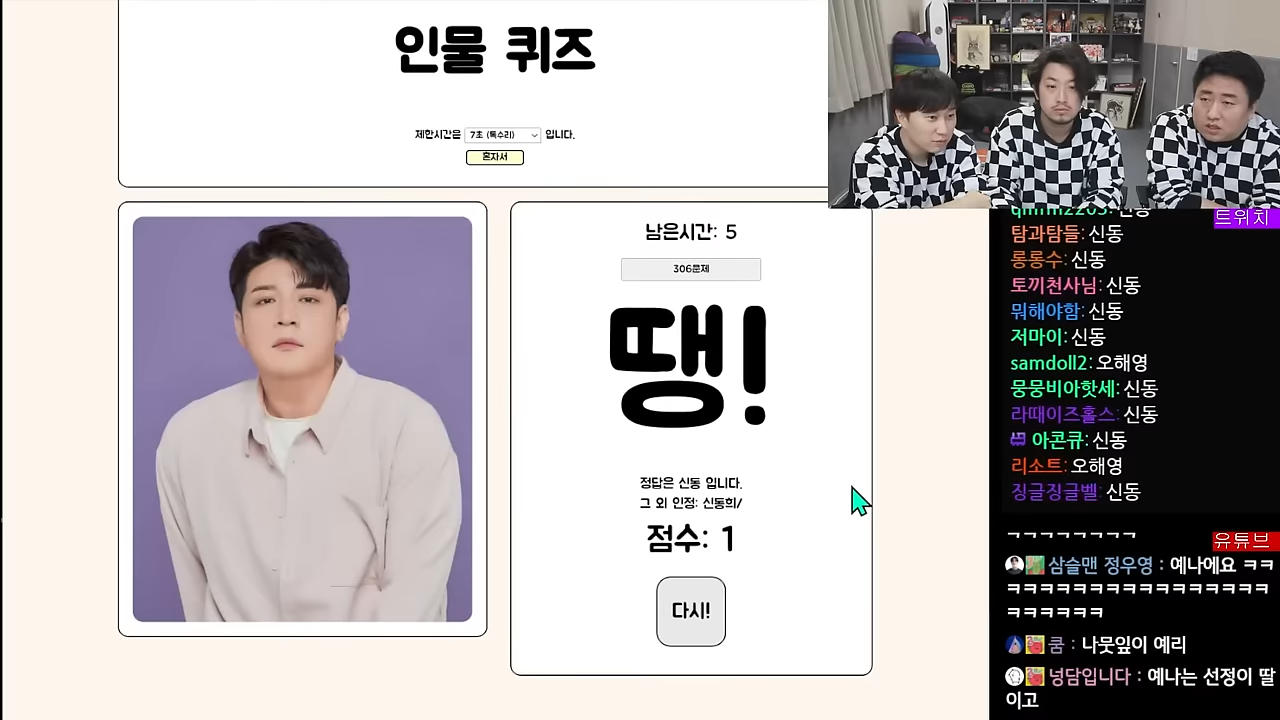 인물 퀴즈
제한시간은 7초 (독수리) 입니다.
혼자서
남은시간: 5
306문제
땡!
정답은 신동 입니다.
그 외 인정: 신동희/
점수: 1
다시!
신동
트위치
탐과탐들: 신동
롱롱수: 신동
토끼천사님: 신동
뭐해야함: 신동
저마이: 신동
samdoll2: 오해영
뭉뭉비아핫세: 신동
라때이즈홀스: 신동
아콘큐: 신동
리소트: 오해영
징글징글벨: 신동
ㅋㅋㅋㅋㅋㅋㅋㅋ
유튜브
삼슬맨 정우영 : 예나에요 ㅋㅋ
ㅋㅋㅋㅋㅋㅋㅋㅋㅋㅋㅋㅋㅋㅋㅋㅋ
ㅋㅋㅋㅋㅋㅋ
쿰 : 나뭇잎이 예리
넝담입니다 : 예나는 선정이 딸
이고